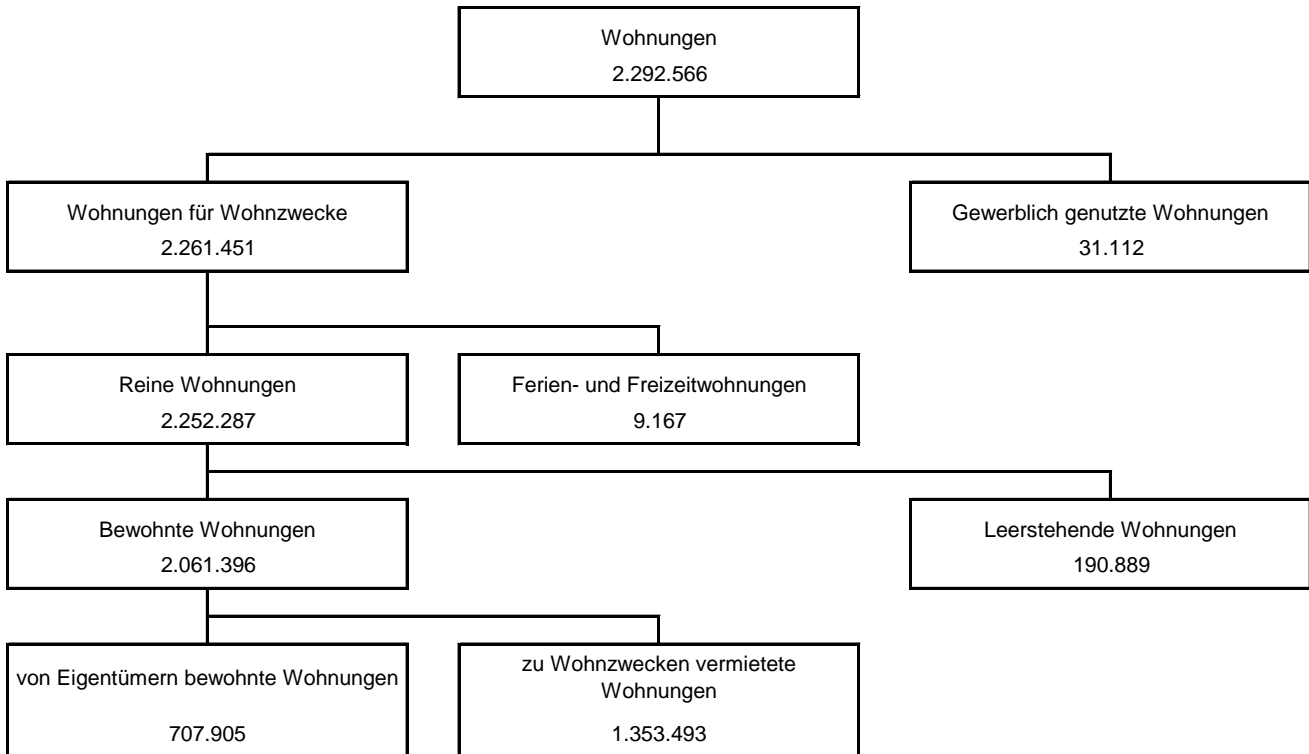 Wohnungen
2.292.566
Wohnungen für Wohnzwecke
2.261.451
Gewerblich genutzte Wohnungen
31.112
Reine Wohnungen
2.252.287
Ferien- und Freizeitwohnungen
9.167
Bewohnte Wohnungen
2.061.396
Leerstehende Wohnungen
190.889
von Eigentümern bewohnte Wohnungen
707.905
zu Wohnzwecken vermietete
Wohnungen
1.353.493